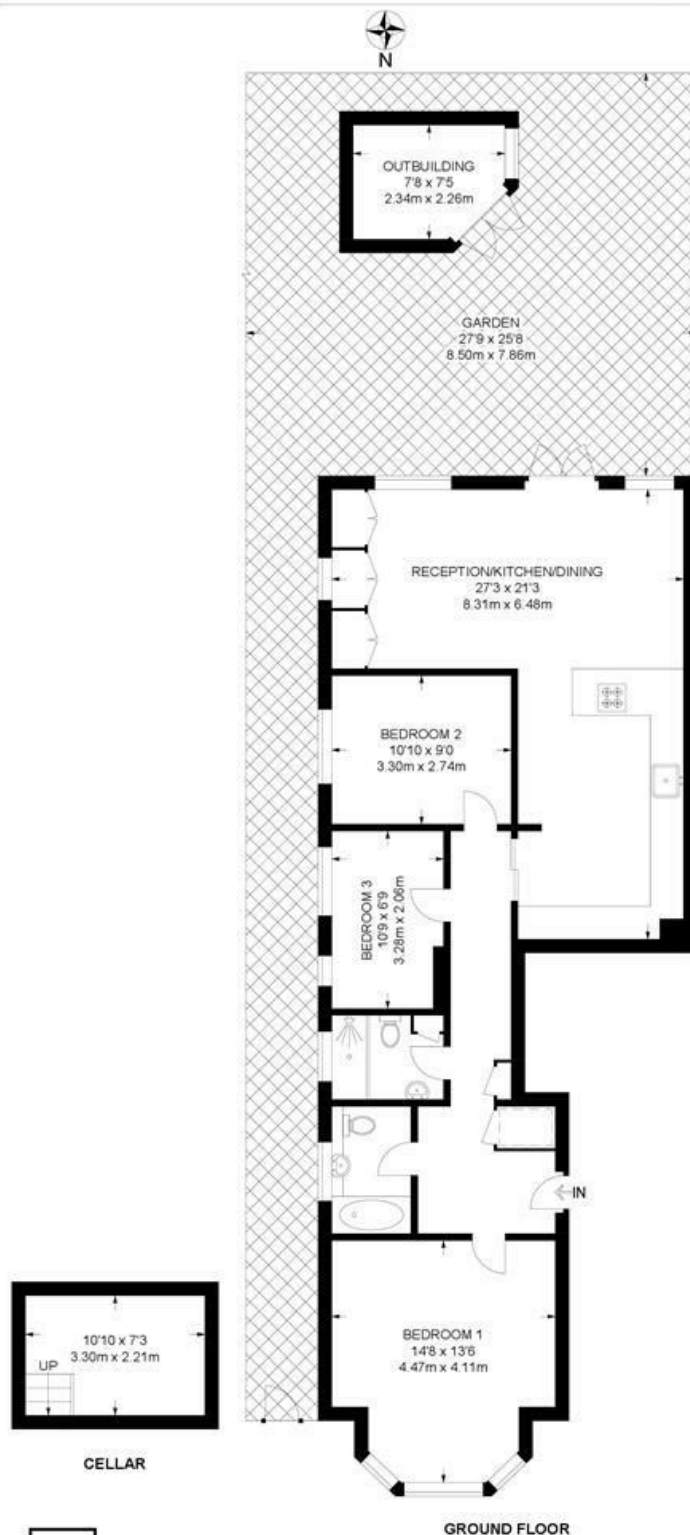 N
OUTBUILDING
7'8 x 7'5
2.34m x 2.26m
GARDEN
27'9 x 25'8
8.50m x 7.86m
RECEPTION/KITCHEN/DINING
27'3 x 21'3
8.31m x 6.48m
BEDROOM 2
10'10 x 9'0
3.30m x 2.74m
BEDROOM 3
10'9 x 6'9
3.28m x 2.06m
IN
BEDROOM 1
14'8 x 13'6
4.47m x 4.11m
10'10 x 7'3
3.30m x 2.21m
UP
CELLAR
GROUND FLOOR